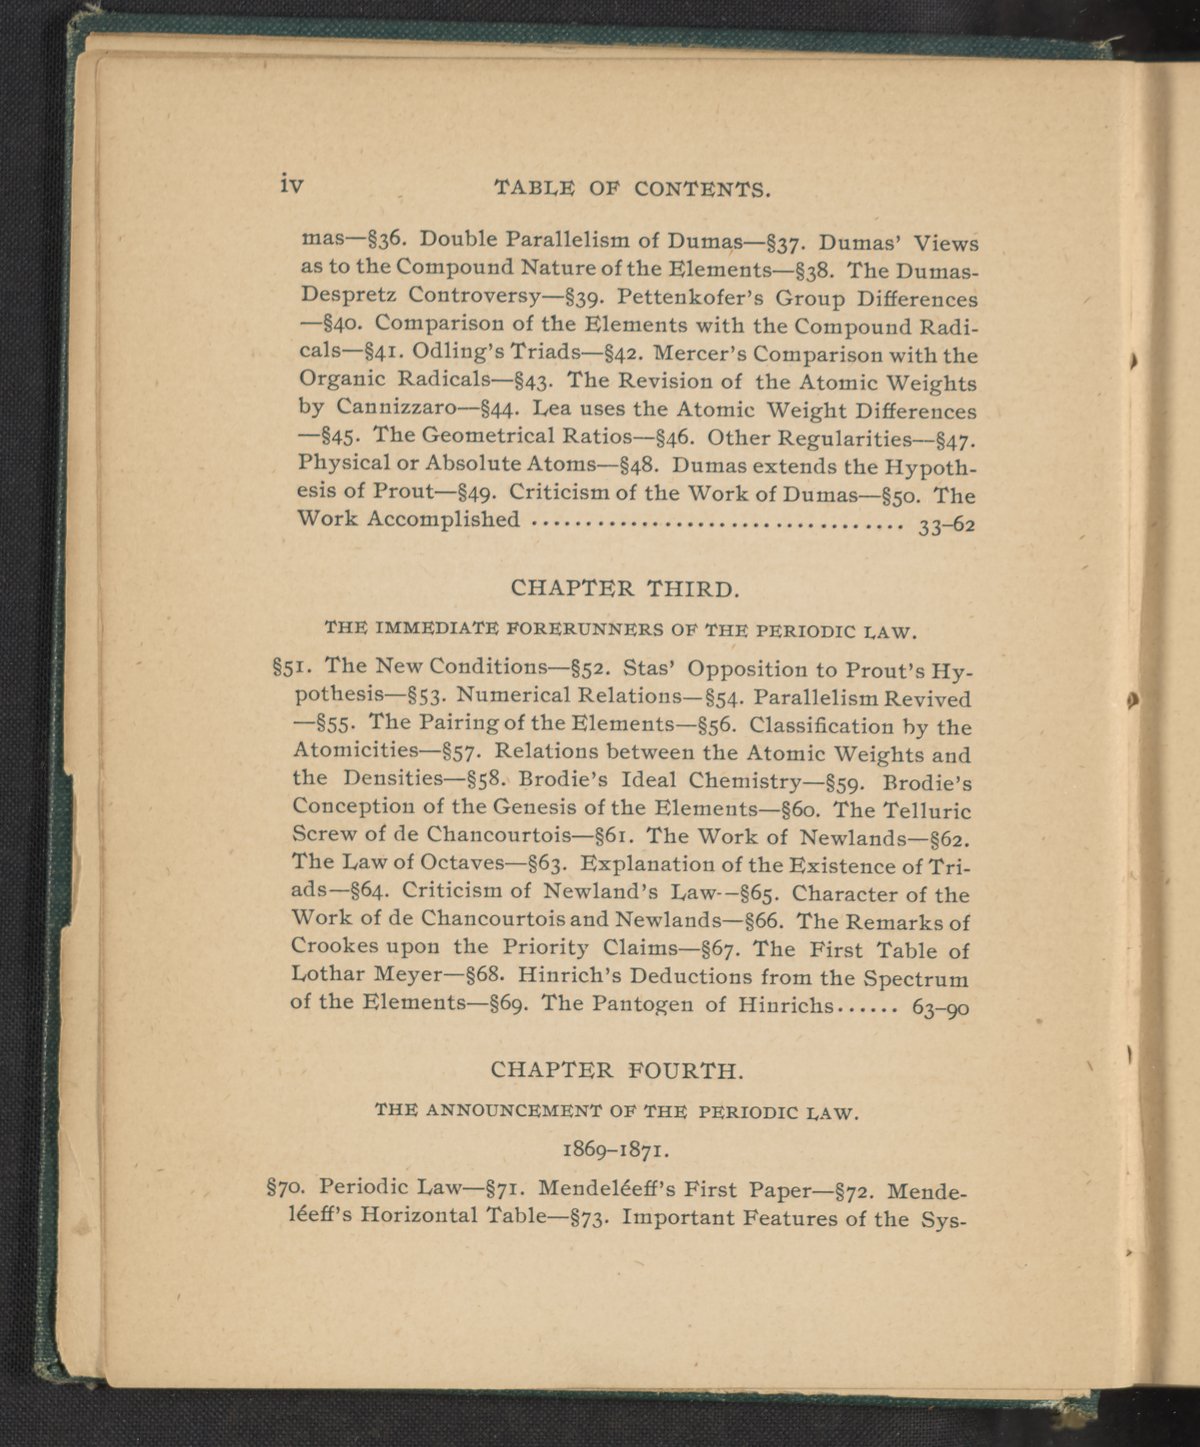 iv TABLE OF CONTENTS.
mas—§36. Double Parallelism of Dumas—§37. Dumas’ Views
as to the Compound Nature of the Elements—§38. The Dumas-
Despretz Controversy—§39. Pettenkofer’s Group Differences
—§40. Comparison of the Elements with the Compound Radi-
cals—§41. Odling’s Triads—§42. Mercer’s Comparison with the
Organic Radicals—§43. The Revision of the Atomic Weights
by Cannizzaro—§44. Lea uses the Atomic Weight Differences
—§45. The Geometrical Ratios—§46. Other Regularities—§47.
Physical or Absolute Atoms—§48. Dumas extends the Hypoth-
esis of Prout—§49. Criticism of the Work of Dumas—§50. The
Work Accomplished .................................. 33–62
CHAPTER THIRD.
THE IMMEDIATE FORERUNNERS OF THE PERIODIC LAW.
§51. The New Conditions—§52. Stas’ Opposition to Prout’s Hy-
pothesis—§53. Numerical Relations—§54. Parallelism Revived
—§55. The Pairing of the Elements—§56. Classification by the
Atomicities—§57. Relations between the Atomic Weights and
the Densities—§58. Brodie’s Ideal Chemistry—§59. Brodie’s
Conception of the Genesis of the Elements—§60. The Telluric
Screw of de Chancourtois—§61. The Work of Newlands—§62.
The Law of Octaves—§63. Explanation of the Existence of Tri-
ads—§64. Criticism of Newland’s Law-–§65. Character of the
Work of de Chancourtois and Newlands—§66. The Remarks of
Crookes upon the Priority Claims—§67. The First Table of
Lothar Meyer—§68. Hinrich’s Deductions from the Spectrum
of the Elements—§69. The Pantogen of Hinrichs...... 63–90
CHAPTER FOURTH.
THE ANNOUNCEMENT OF THE PERIODIC LAW.
1869–1871.
§70. Periodic Law—§71. Mendeléeff’s First Paper—§72. Mende-
léeff’s Horizontal Table—§73. Important Features of the Sys-